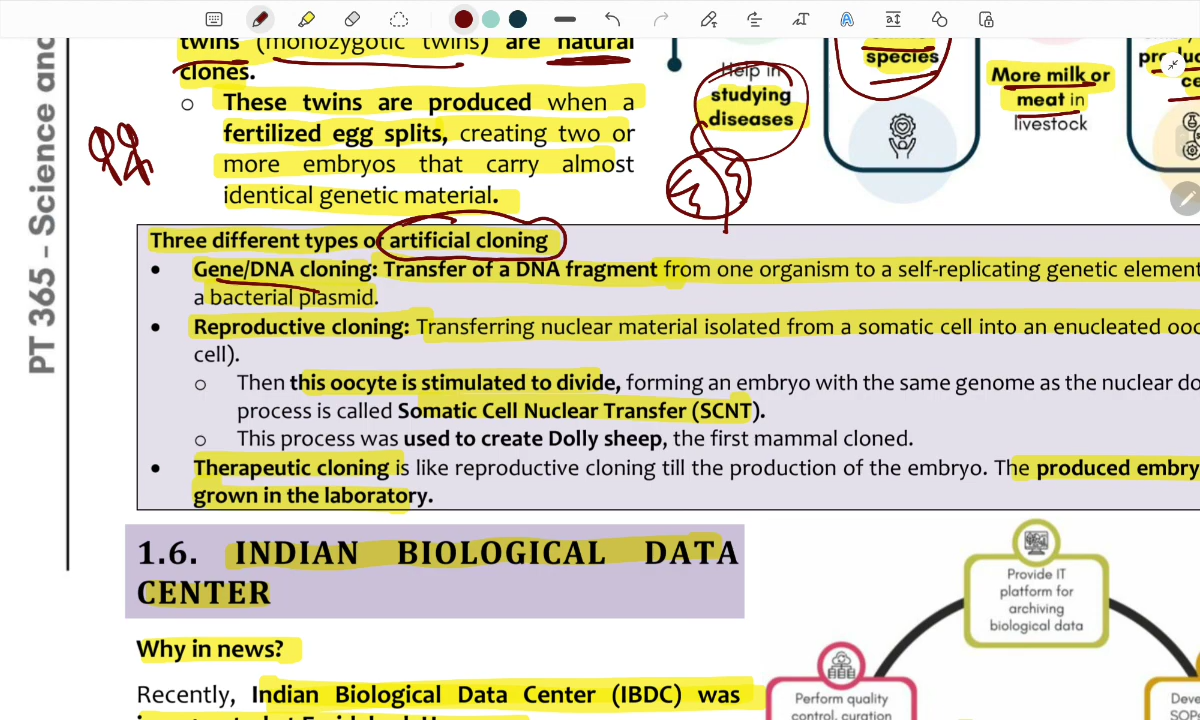 twins (monozygotic twins) are natural
clones.
o These twins are produced when a
fertilized egg splits, creating two or
more embryos that carry almost
identical genetic material.
PT 365 - Science and
Help in
studying
diseases
species
More milk or
meat in
livestock
Three different types of artificial cloning
• Gene/DNA cloning: Transfer of a DNA fragment from one organism to a self-replicating genetic element
a bacterial plasmid.
• Reproductive cloning: Transferring nuclear material isolated from a somatic cell into an enucleated ooc
cell).
o Then this oocyte is stimulated to divide, forming an embryo with the same genome as the nuclear do
process is called Somatic Cell Nuclear Transfer (SCNT).
o This process was used to create Dolly sheep, the first mammal cloned.
• Therapeutic cloning is like reproductive cloning till the production of the embryo. The produced embry
grown in the laboratory.
1.6. INDIAN BIOLOGICAL DATA
CENTER
Why in news?
Recently, Indian Biological Data Center (IBDC) was
Provide IT
platform for
archiving
biological data
Perform quality
control, curation
Deve
SOPs